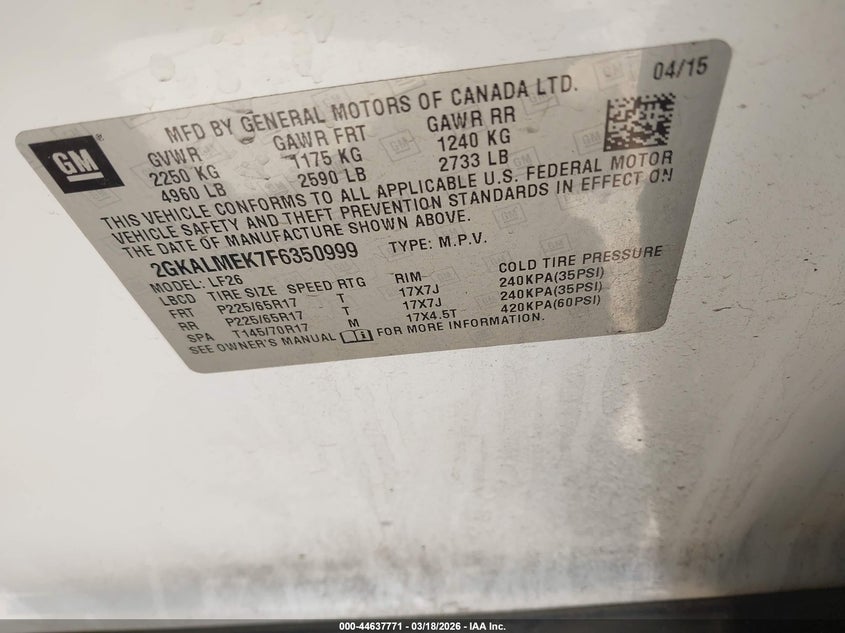 04/15
GM
MFD BY GENERAL MOTORS OF CANADA LTD.
GVWR GAWR FRT GAWR RR
2250 KG 1175 KG 1240 KG
4960 LB 2590 LB 2733 LB
THIS VEHICLE CONFORMS TO ALL APPLICABLE U.S. FEDERAL MOTOR
VEHICLE SAFETY AND THEFT PREVENTION STANDARDS IN EFFECT ON
THE DATE OF MANUFACTURE SHOWN ABOVE.
2GKALMEK7F6350999 TYPE: M.P.V.
MODEL: LF26
LBCD TIRE SIZE SPEED RTG RIM COLD TIRE PRESSURE
FRT P225/65R17 T 17X7J 240KPA(35PSI)
RR P225/65R17 T 17X7J 240KPA(35PSI)
SPA T145/70R17 M 17X4.5T 420KPA(60PSI)
SEE OWNER'S MANUAL FOR MORE INFORMATION.
000-44637771 - 03/18/2026 - IAA Inc.